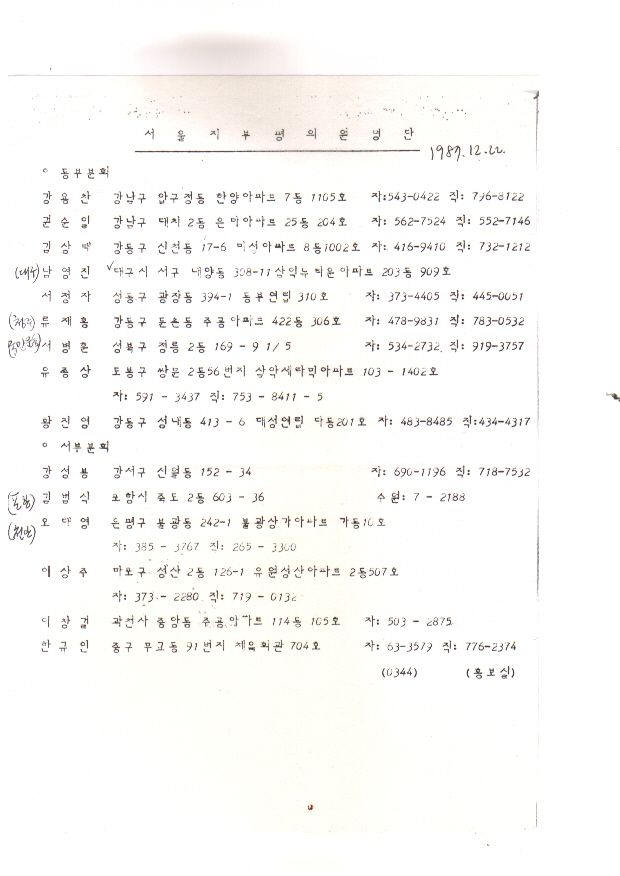 서울지부평의원명단
1987.12.22.
○ 동부분회
강용찬 강남구 압구정동 한양아파트 7동 1105호 자:543-0422 직: 796-8122
권순일 강남구 대치 2동 은마아파트 25동 204호 자: 562-7524 직: 552-7146
김상택 강동구 신천동 17-6 미성아파트 8동1002호 자: 416-9410 직: 732-1212
(대구) 남영진 ✓대구시 서구 내양동 308-11 삼익뉴타운아파트 203동 909호
서정자 성동구 광장동 394-1 동부연립 310호 자: 373-4405 직: 445-0051
(청주) 류제홍 강동구 둔촌동 주공아파트 422동 306호 자: 478-9831 직: 783-0532
서병훈 성북구 정릉 2동 169 - 9 1/5 자: 534-2732 직: 919-3757
유종상 도봉구 쌍문 2동56번지 삼악세라믹아파트 103 - 1402호
자: 591 - 3437 직: 753 - 8411 - 5
왕진영 강동구 성내동 413 - 6 대성연립 다동201호 자: 483-8485 직:434-4317
○ 서부분회
강성봉 강서구 신월동 152 - 34 자: 690-1196 직: 718-7532
(포항) 김범식 포항시 죽도 2동 603 - 36 수원: 7 - 2188
(천안) 오대영 은평구 불광동 242-1 불광상가아파트 가동10호
자: 385 - 3767 직: 265 - 3300
이상주 마포구 성산 2동 126-1 유원성산아파트 2동507호
자: 373 - 2280 직: 719 - 0132
이창걸 과천시 중앙동 주공아파트 114동 105호 자: 503 - 2875
한규인 중구 무교동 91번지 체육회관 704호 자: 63-3579 직: 776-2374
(0344) (홍보실)